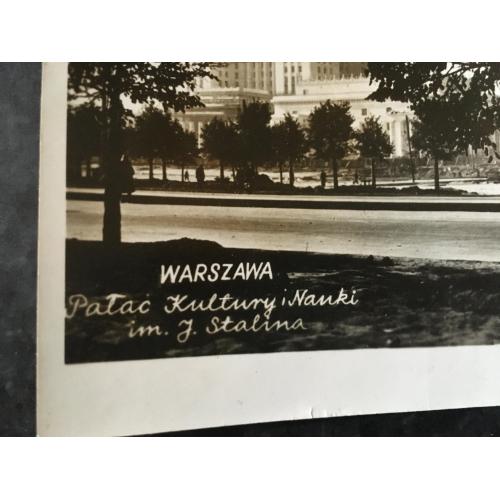 WARSZAWA
Pałac Kultury i Nauki
im. J. Stalina